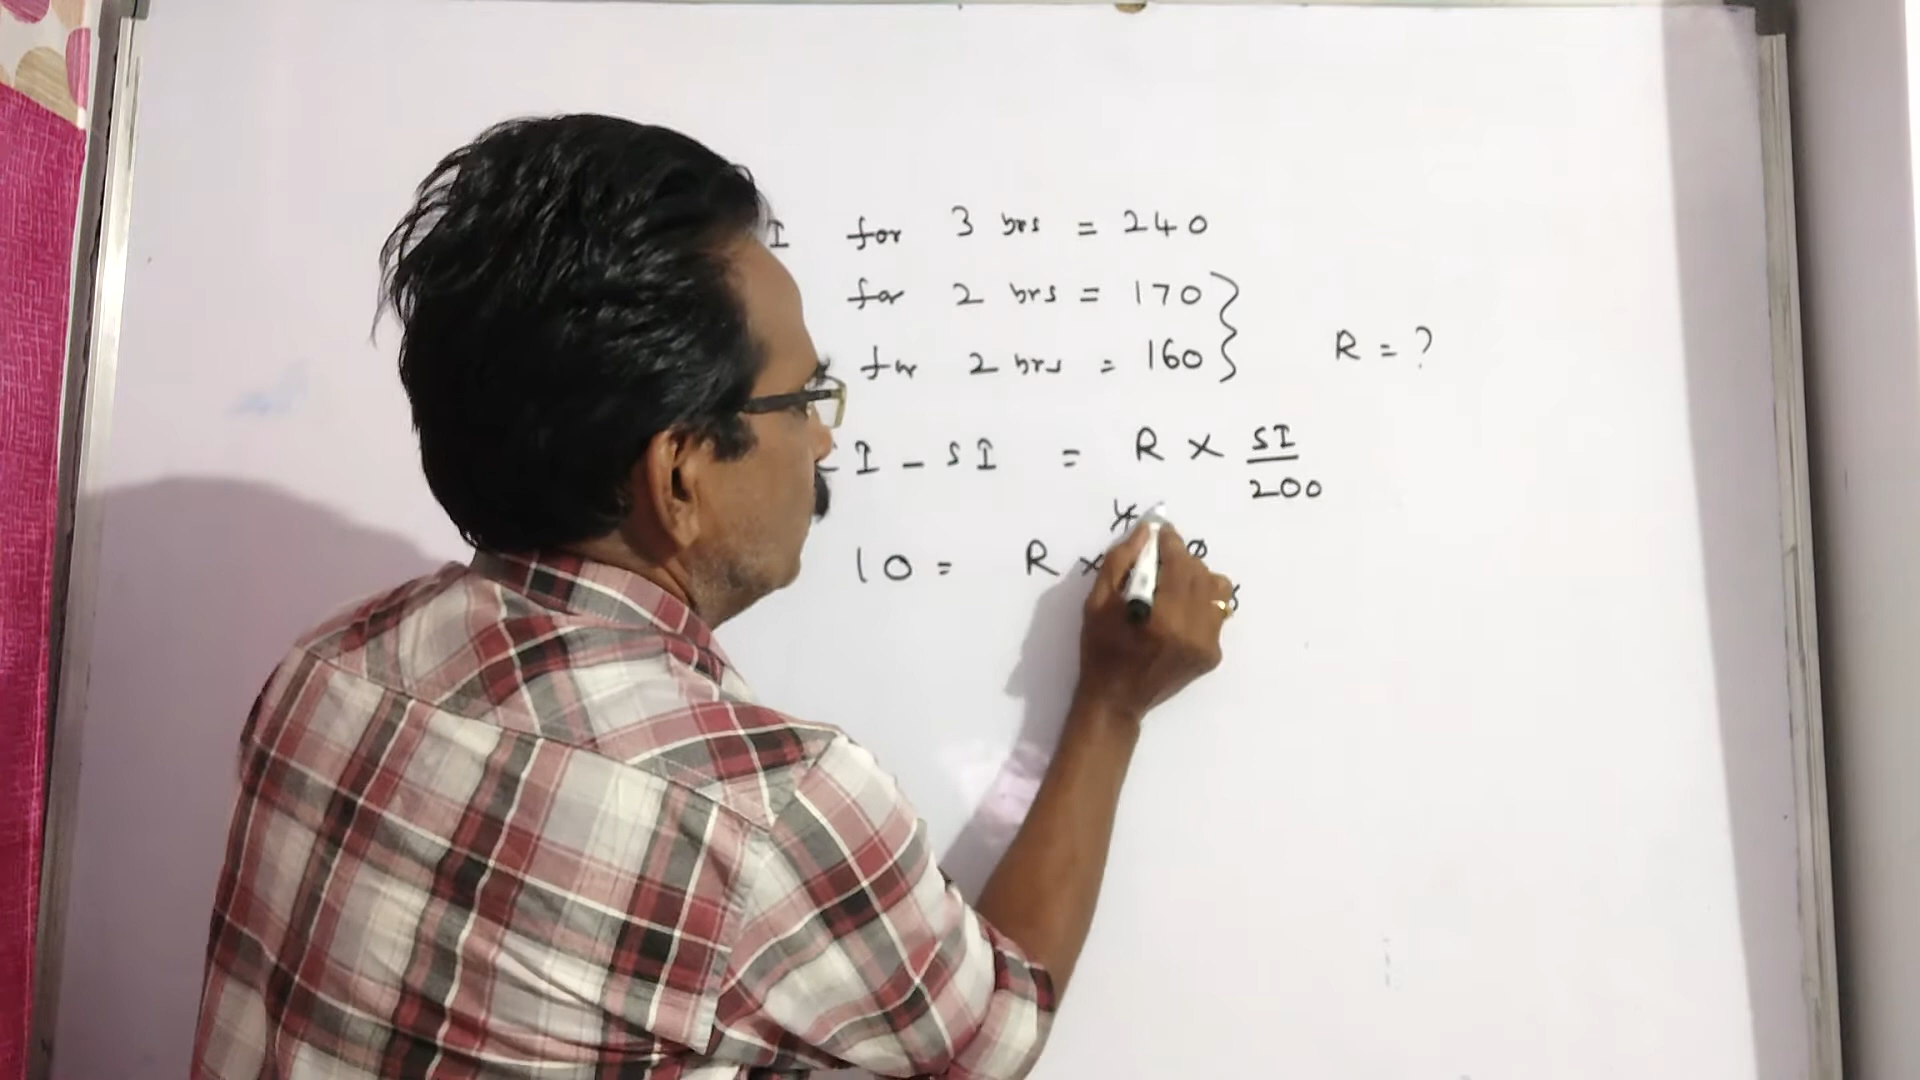 I for 3 hrs = 240
for 2 hrs = 170
for 2 hrs = 160 } R = ?
I - SI = R × SI / 200
10 = R ×